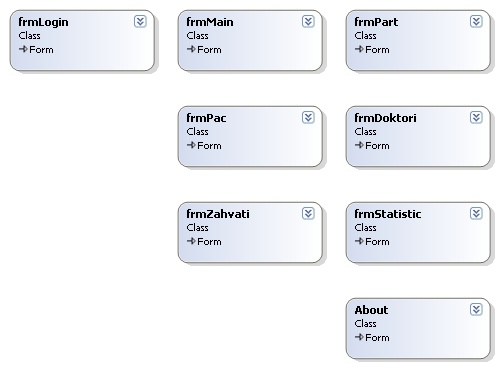 frmLogin
Class
Form
frmMain
Class
Form
frmPart
Class
Form
frmPac
Class
Form
frmDoktori
Class
Form
frmZahvati
Class
Form
frmStatistic
Class
Form
About
Class
Form